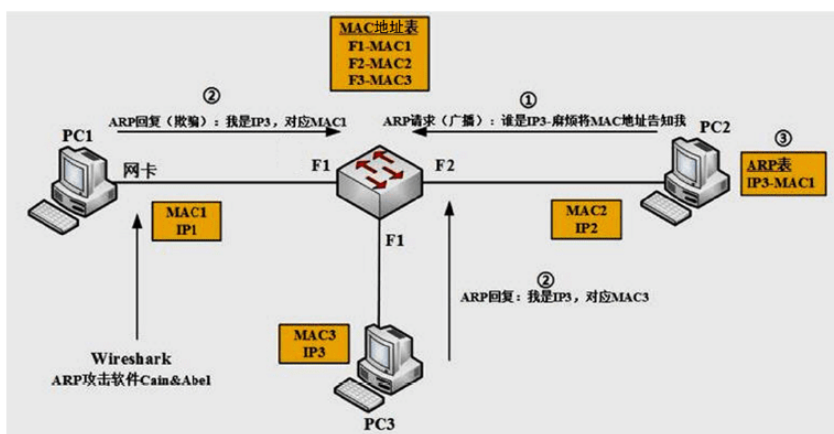 MAC地址表
F1-MAC1
F2-MAC2
F3-MAC3
②
ARP回复（欺骗）：我是IP3，对应MAC1
①
ARP请求（广播）：谁是IP3-麻烦将MAC地址告知我
PC1
PC2
③
ARP表
IP3-MAC1
网卡
F1
F2
MAC1
IP1
MAC2
IP2
F1
②
ARP回复：我是IP3，对应MAC3
MAC3
IP3
Wireshark
ARP攻击软件Cain&Abel
PC3